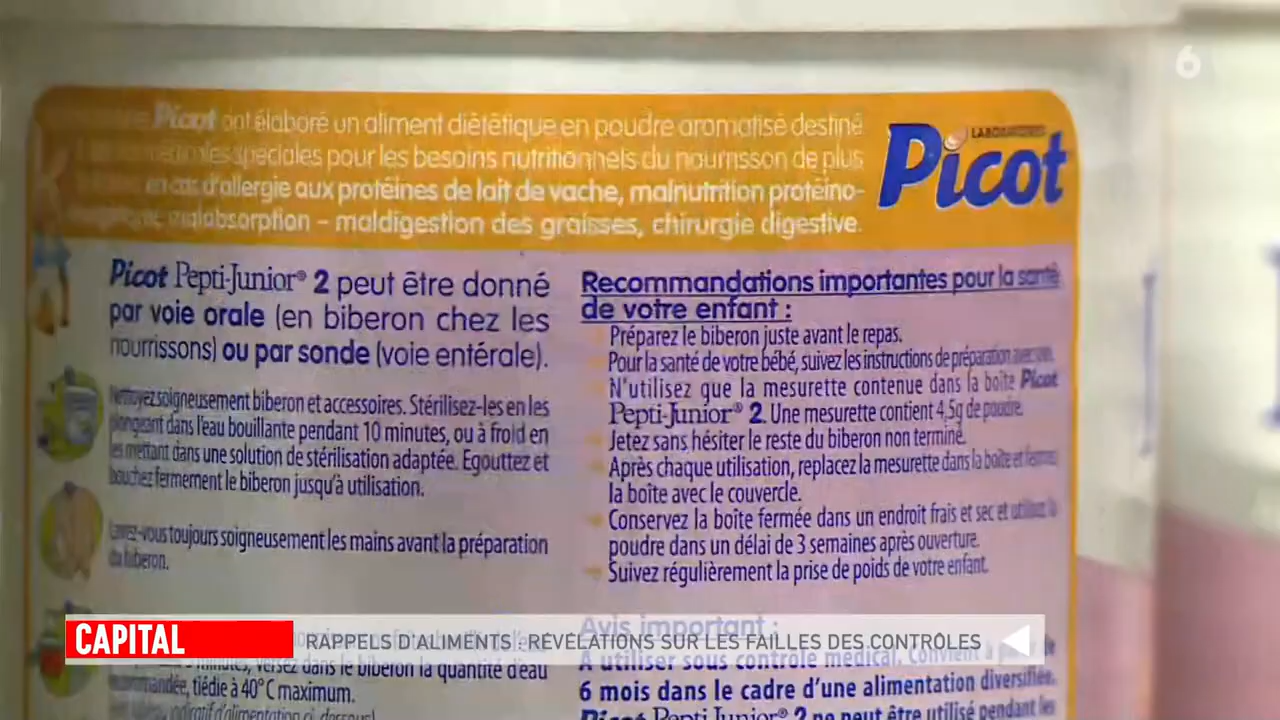 6
Picot ont élaboré un aliment diététique en poudre aromatisé destiné
spéciales pour les besoins nutritionnels du nourrisson de plus
en cas d'allergie aux protéines de lait de vache, malnutrition protéino-
malabsorption - maldigestion des graisses, chirurgie digestive.
LABORATOIRES
Picot
Picot Pepti-Junior® 2 peut être donné
par voie orale (en biberon chez les
nourrissons) ou par sonde (voie entérale).
Nettoyez soigneusement biberon et accessoires. Stérilisez-les en les
plongeant dans l'eau bouillante pendant 10 minutes, ou à froid en
les mettant dans une solution de stérilisation adaptée. Egouttez et
bouchez fermement le biberon jusqu'à utilisation.
Lavez-vous toujours soigneusement les mains avant la préparation
du biberon.
minutes, versez dans le biberon la quantité d'eau
recommandée, tiédie à 40°C maximum.
indicatif d'alimentation ci-dessous)
Recommandations importantes pour la santé
de votre enfant :
Préparez le biberon juste avant le repas.
Pour la santé de votre bébé, suivez les instructions de préparation avec soin.
N'utilisez que la mesurette contenue dans la boîte Picot
Pepti-Junior® 2. Une mesurette contient 4,5g de poudre.
Jetez sans hésiter le reste du biberon non terminé.
Après chaque utilisation, replacez la mesurette dans la boîte et fermez
la boîte avec le couvercle.
Conservez la boîte fermée dans un endroit frais et sec et utilisez la
poudre dans un délai de 3 semaines après ouverture.
Suivez régulièrement la prise de poids de votre enfant.
Avis important :
A utiliser sous contrôle médical. Convient à partir de
6 mois dans le cadre d'une alimentation diversifiée.
Picot Pepti-Junior® 2 ne peut être utilisé pendant les
CAPITAL
RAPPELS D'ALIMENTS : RÉVÉLATIONS SUR LES FAILLES DES CONTRÔLES